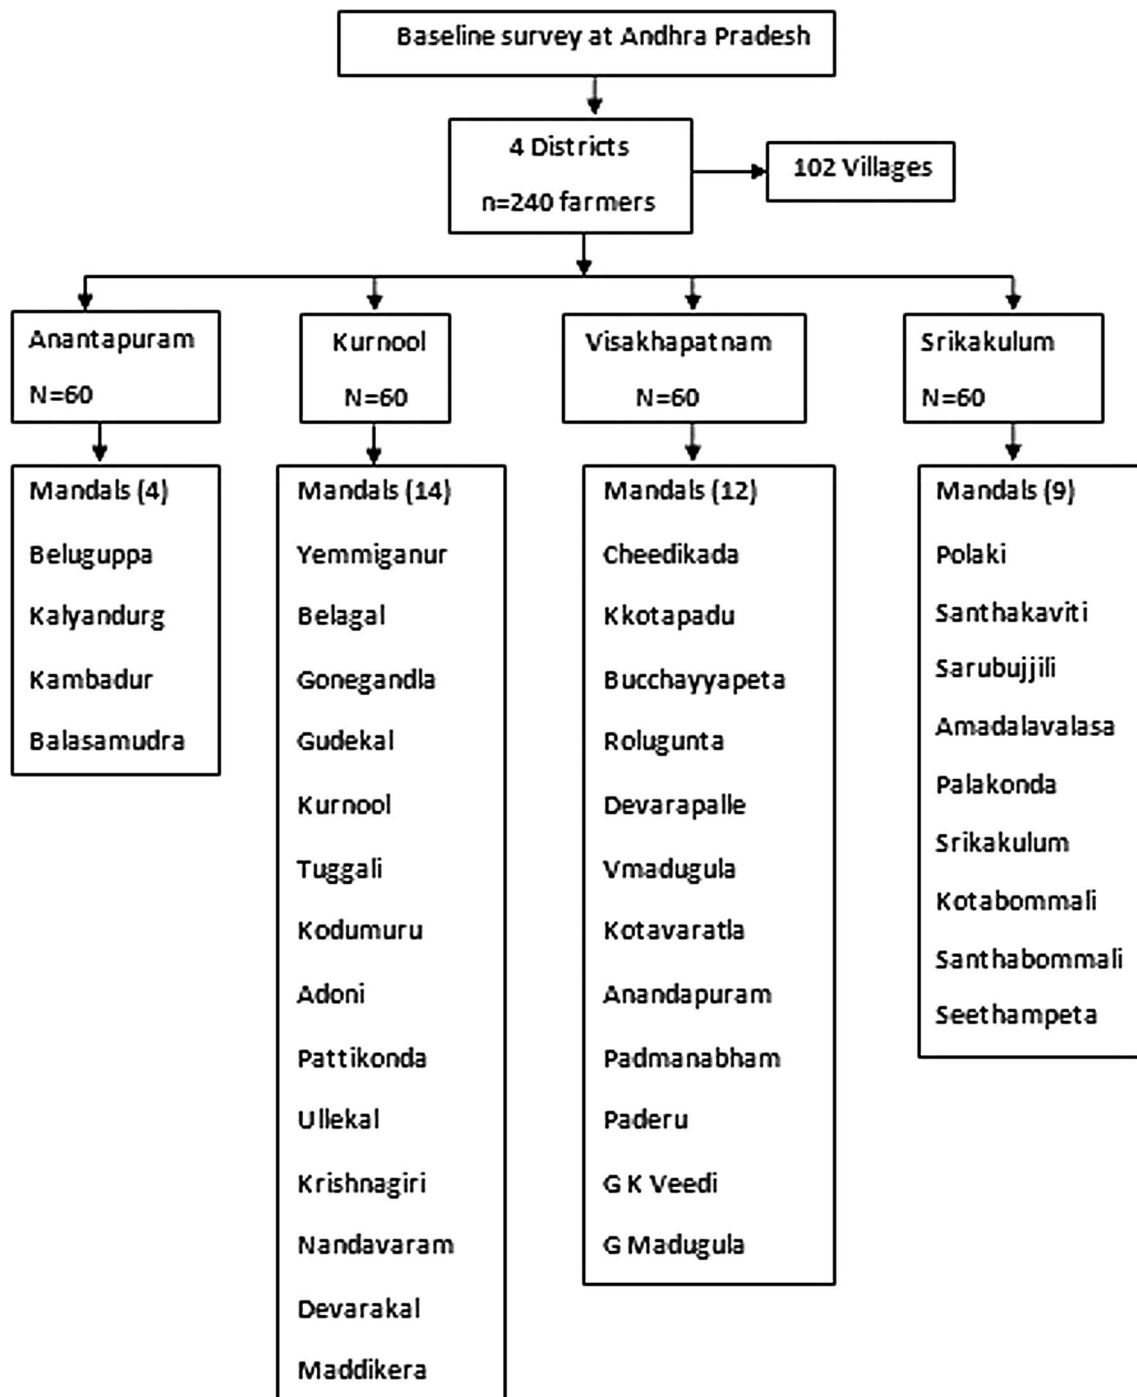 Baseline survey at Andhra Pradesh
4 Districts
n=240 farmers
102 Villages
Anantapuram
N=60
Kurnool
N=60
Visakhapatnam
N=60
Srikakulum
N=60
Mandals (4)
Beluguppa
Kalyandurg
Kambadur
Balasamudra
Mandals (14)
Yemmiganur
Belagal
Gonegandla
Gudekal
Kurnool
Tuggali
Kodumuru
Adoni
Pattikonda
Ullekal
Krishnagiri
Nandavaram
Devarakal
Maddikera
Mandals (12)
Cheedikada
Kkotapadu
Bucchayyapeta
Rolugunta
Devarapalle
Vmadugula
Kotavaratla
Anandapuram
Padmanabham
Paderu
G K Veedi
G Madugula
Mandals (9)
Polaki
Santhakaviti
Sarubujjili
Amadalavalasa
Palakonda
Srikakulum
Kotabommali
Santhabommali
Seethampeta